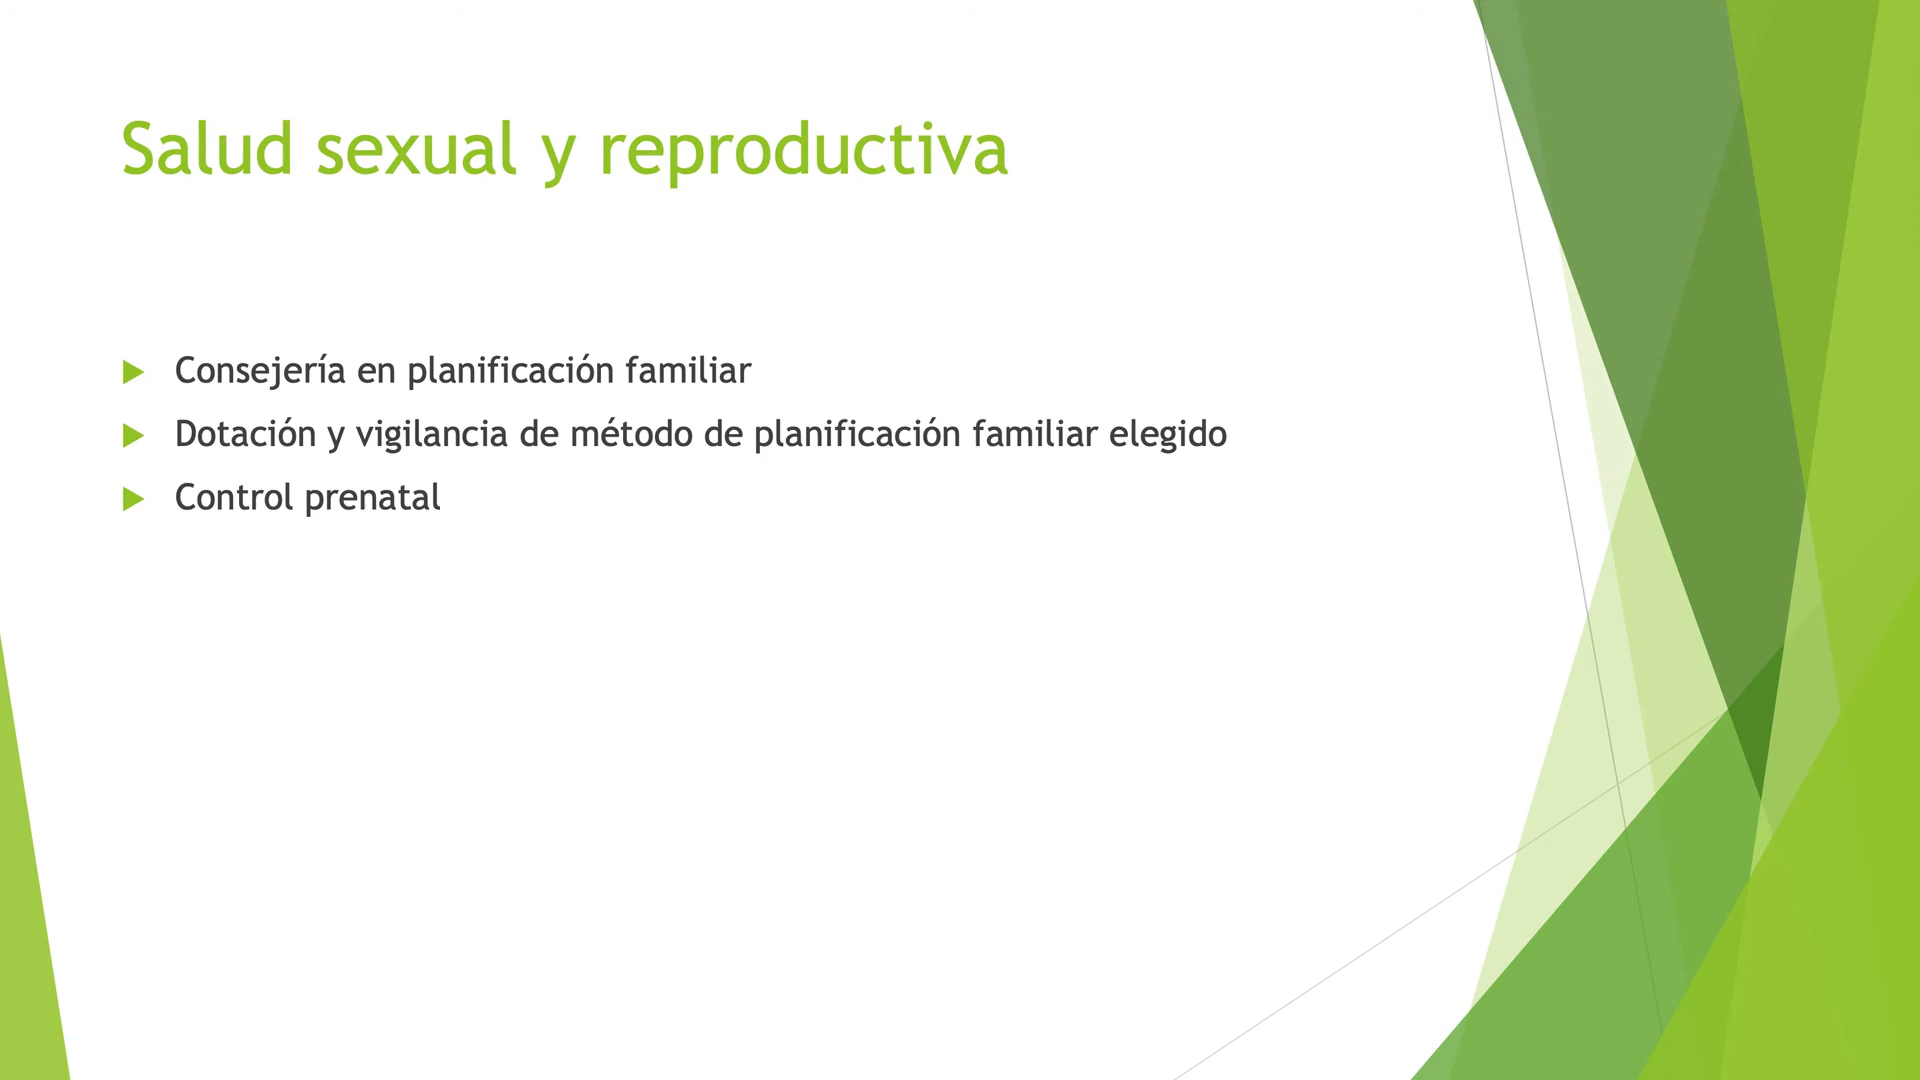 Salud sexual y reproductiva
Consejería en planificación familiar
Dotación y vigilancia de método de planificación familiar elegido
Control prenatal